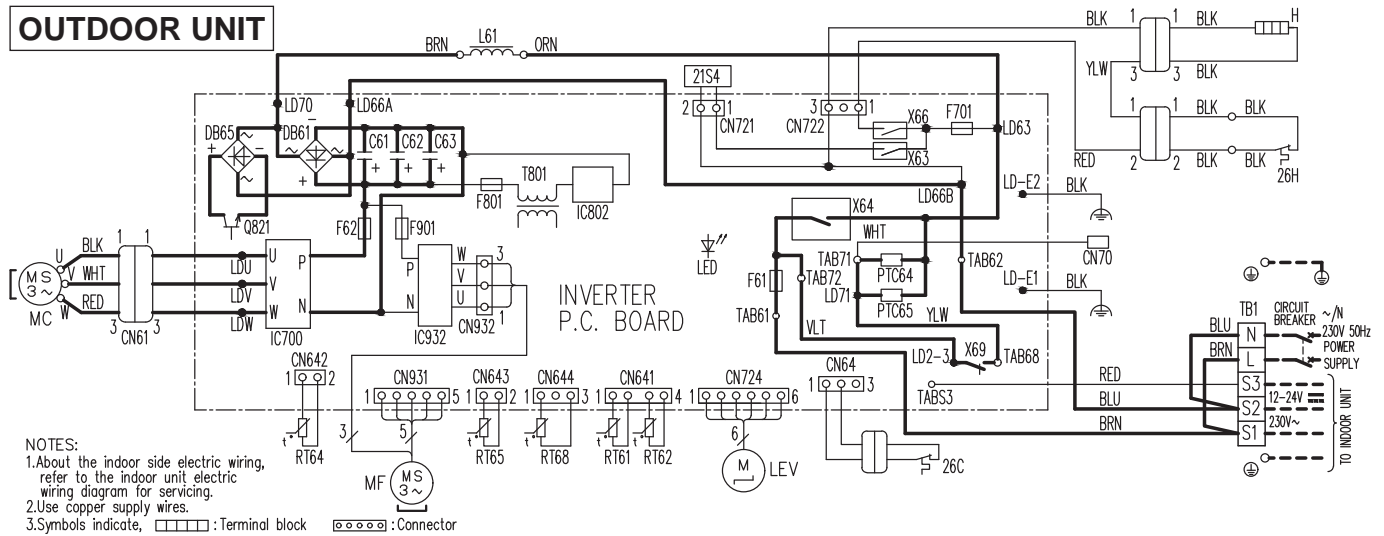 OUTDOOR UNIT
BRN L61 ORN
BLK 1 1 BLK H
YLW 3 3 BLK
21S4
2 1 CN721
3 1 CN722
X66 F701
X63
LD63
1 1 BLK BLK
RED 2 2 BLK BLK
26H
LD70 LD66A
DB65 ~ + - ~
DB61 - ~ ~ +
C61 C62 C63
+ + +
Q821
F801 T801 IC802
F62 F901
LD66B
LD-E2 BLK
X64
WHT
CN70
LED
TAB71 PTC64
TAB62
LD-E1 BLK
F61 TAB72
LD71 PTC65
TAB61
VLT
YLW
LD2-3 X69 TAB68
U BLK 1 1 LDU U P
MS 3~ V WHT LDV V
W RED 3 3 LDW W N
MC CN61 IC700
P W 3
V
N U 1
IC932 CN932
INVERTER
P.C. BOARD
TB1 CIRCUIT BREAKER ~/N
230V 50Hz
POWER
SUPPLY
BLU N
BRN L
RED S3
12-24V
BLU S2
230V~
BRN S1
TO INDOOR UNIT
TABS3
CN642
1 2
CN931
1 5
CN643
1 2
CN644
1 3
CN641
1 4
CN724
1 6
CN64
1 3
t° RT64
3
5
MF MS 3~
t° RT65
t° RT68
t° RT61
t° RT62
6
M LEV
26C
NOTES:
1.About the indoor side electric wiring,
refer to the indoor unit electric
wiring diagram for servicing.
2.Use copper supply wires.
3.Symbols indicate, : Terminal block : Connector